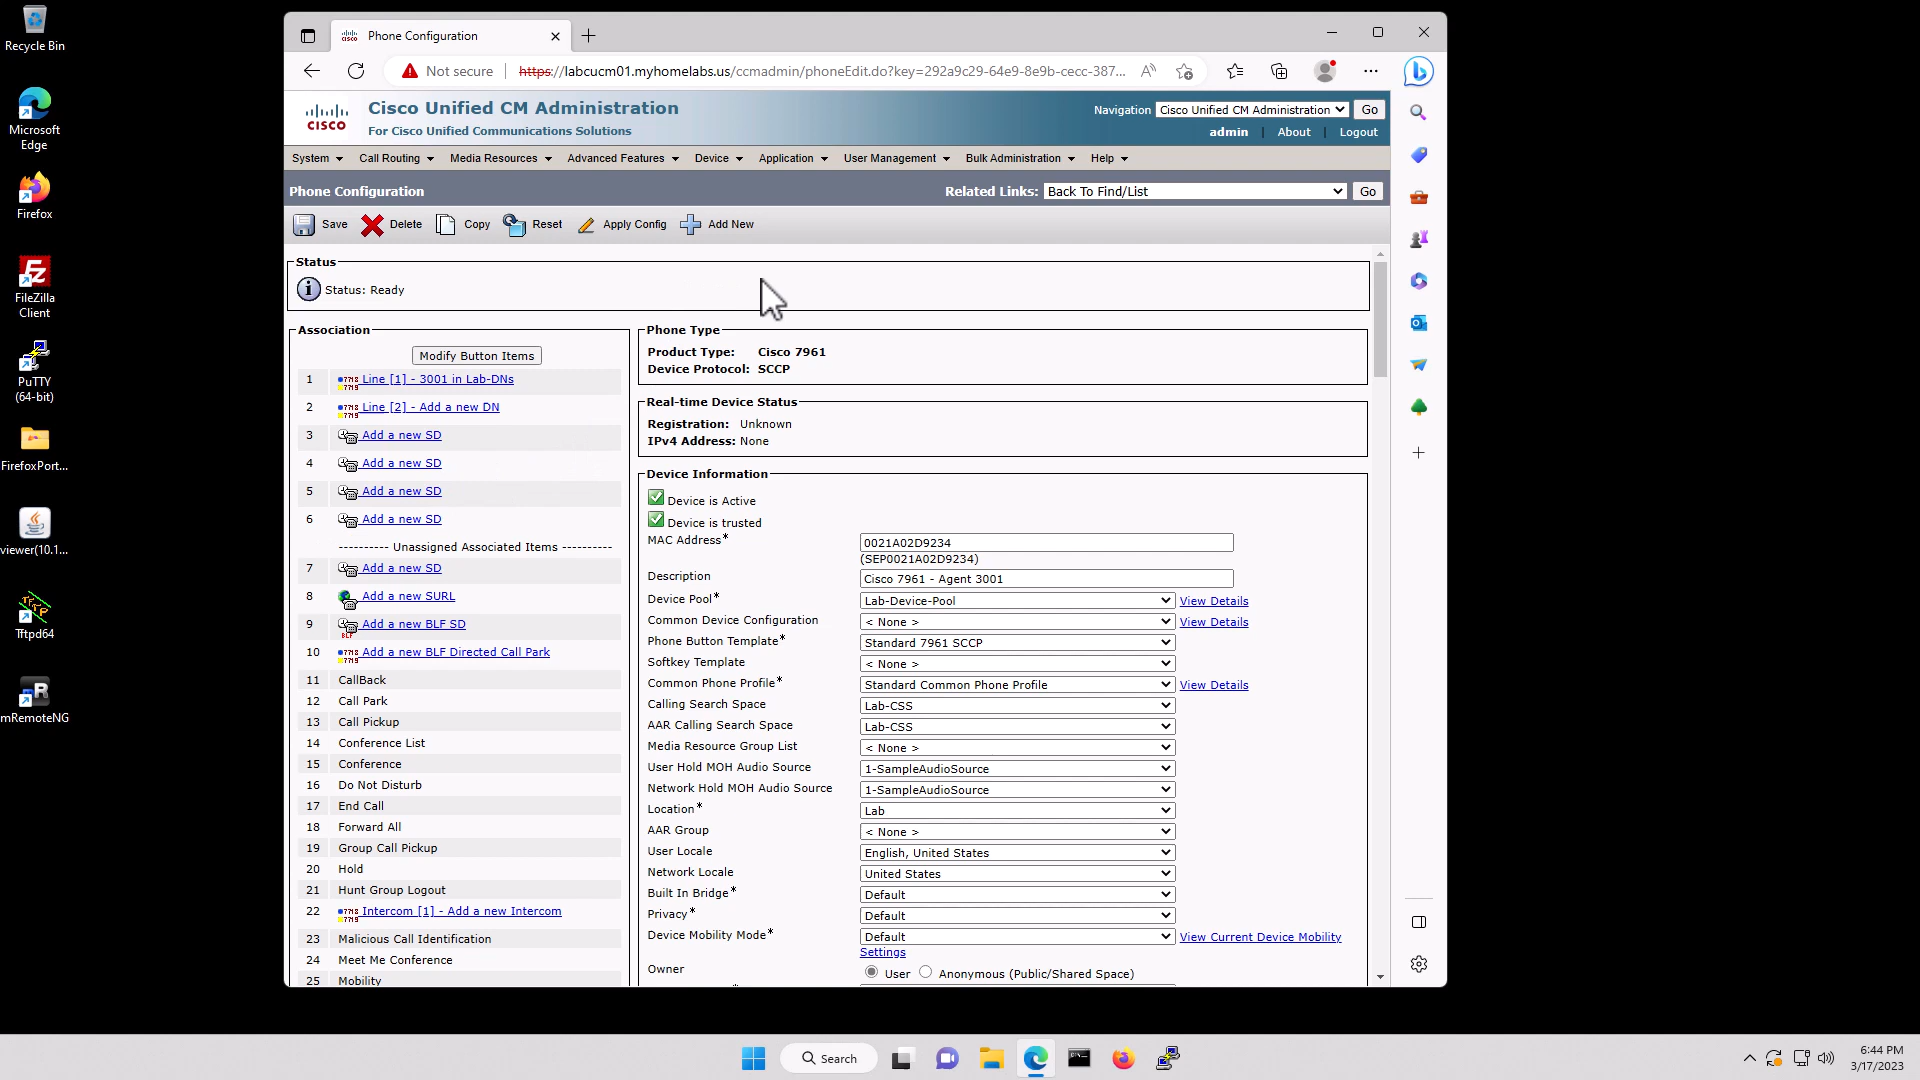 Recycle Bin
Microsoft
Edge
Firefox
FileZilla
Client
PuTTY
(64-bit)
FirefoxPort...
viewer(10.1...
Tftpd64
mRemoteNG
Phone Configuration
Not secure
https://labcucm01.myhomelabs.us/ccmadmin/phoneEdit.do?key=292a9c29-64e9-8e9b-cecc-387...
CISCO
Cisco Unified CM Administration
For Cisco Unified Communications Solutions
Navigation Cisco Unified CM Administration Go
admin | About | Logout
System Call Routing Media Resources Advanced Features Device Application User Management Bulk Administration Help
Phone Configuration
Related Links: Back To Find/List Go
Save Delete Copy Reset Apply Config Add New
Status
Status: Ready
Association
Modify Button Items
1 Line [1] - 3001 in Lab-DNs
2 Line [2] - Add a new DN
3 Add a new SD
4 Add a new SD
5 Add a new SD
6 Add a new SD
---------- Unassigned Associated Items ----------
7 Add a new SD
8 Add a new SURL
9 Add a new BLF SD
10 Add a new BLF Directed Call Park
11 CallBack
12 Call Park
13 Call Pickup
14 Conference List
15 Conference
16 Do Not Disturb
17 End Call
18 Forward All
19 Group Call Pickup
20 Hold
21 Hunt Group Logout
22 Intercom [1] - Add a new Intercom
23 Malicious Call Identification
24 Meet Me Conference
25 Mobility
Phone Type
Product Type: Cisco 7961
Device Protocol: SCCP
Real-time Device Status
Registration: Unknown
IPv4 Address: None
Device Information
Device is Active
Device is trusted
MAC Address* 0021A02D9234
(SEP0021A02D9234)
Description Cisco 7961 - Agent 3001
Device Pool* Lab-Device-Pool View Details
Common Device Configuration < None > View Details
Phone Button Template* Standard 7961 SCCP
Softkey Template < None >
Common Phone Profile* Standard Common Phone Profile View Details
Calling Search Space Lab-CSS
AAR Calling Search Space Lab-CSS
Media Resource Group List < None >
User Hold MOH Audio Source 1-SampleAudioSource
Network Hold MOH Audio Source 1-SampleAudioSource
Location* Lab
AAR Group < None >
User Locale English, United States
Network Locale United States
Built In Bridge* Default
Privacy* Default
Device Mobility Mode* Default View Current Device Mobility
Settings
Owner User Anonymous (Public/Shared Space)
Search
6:44 PM
3/17/2023